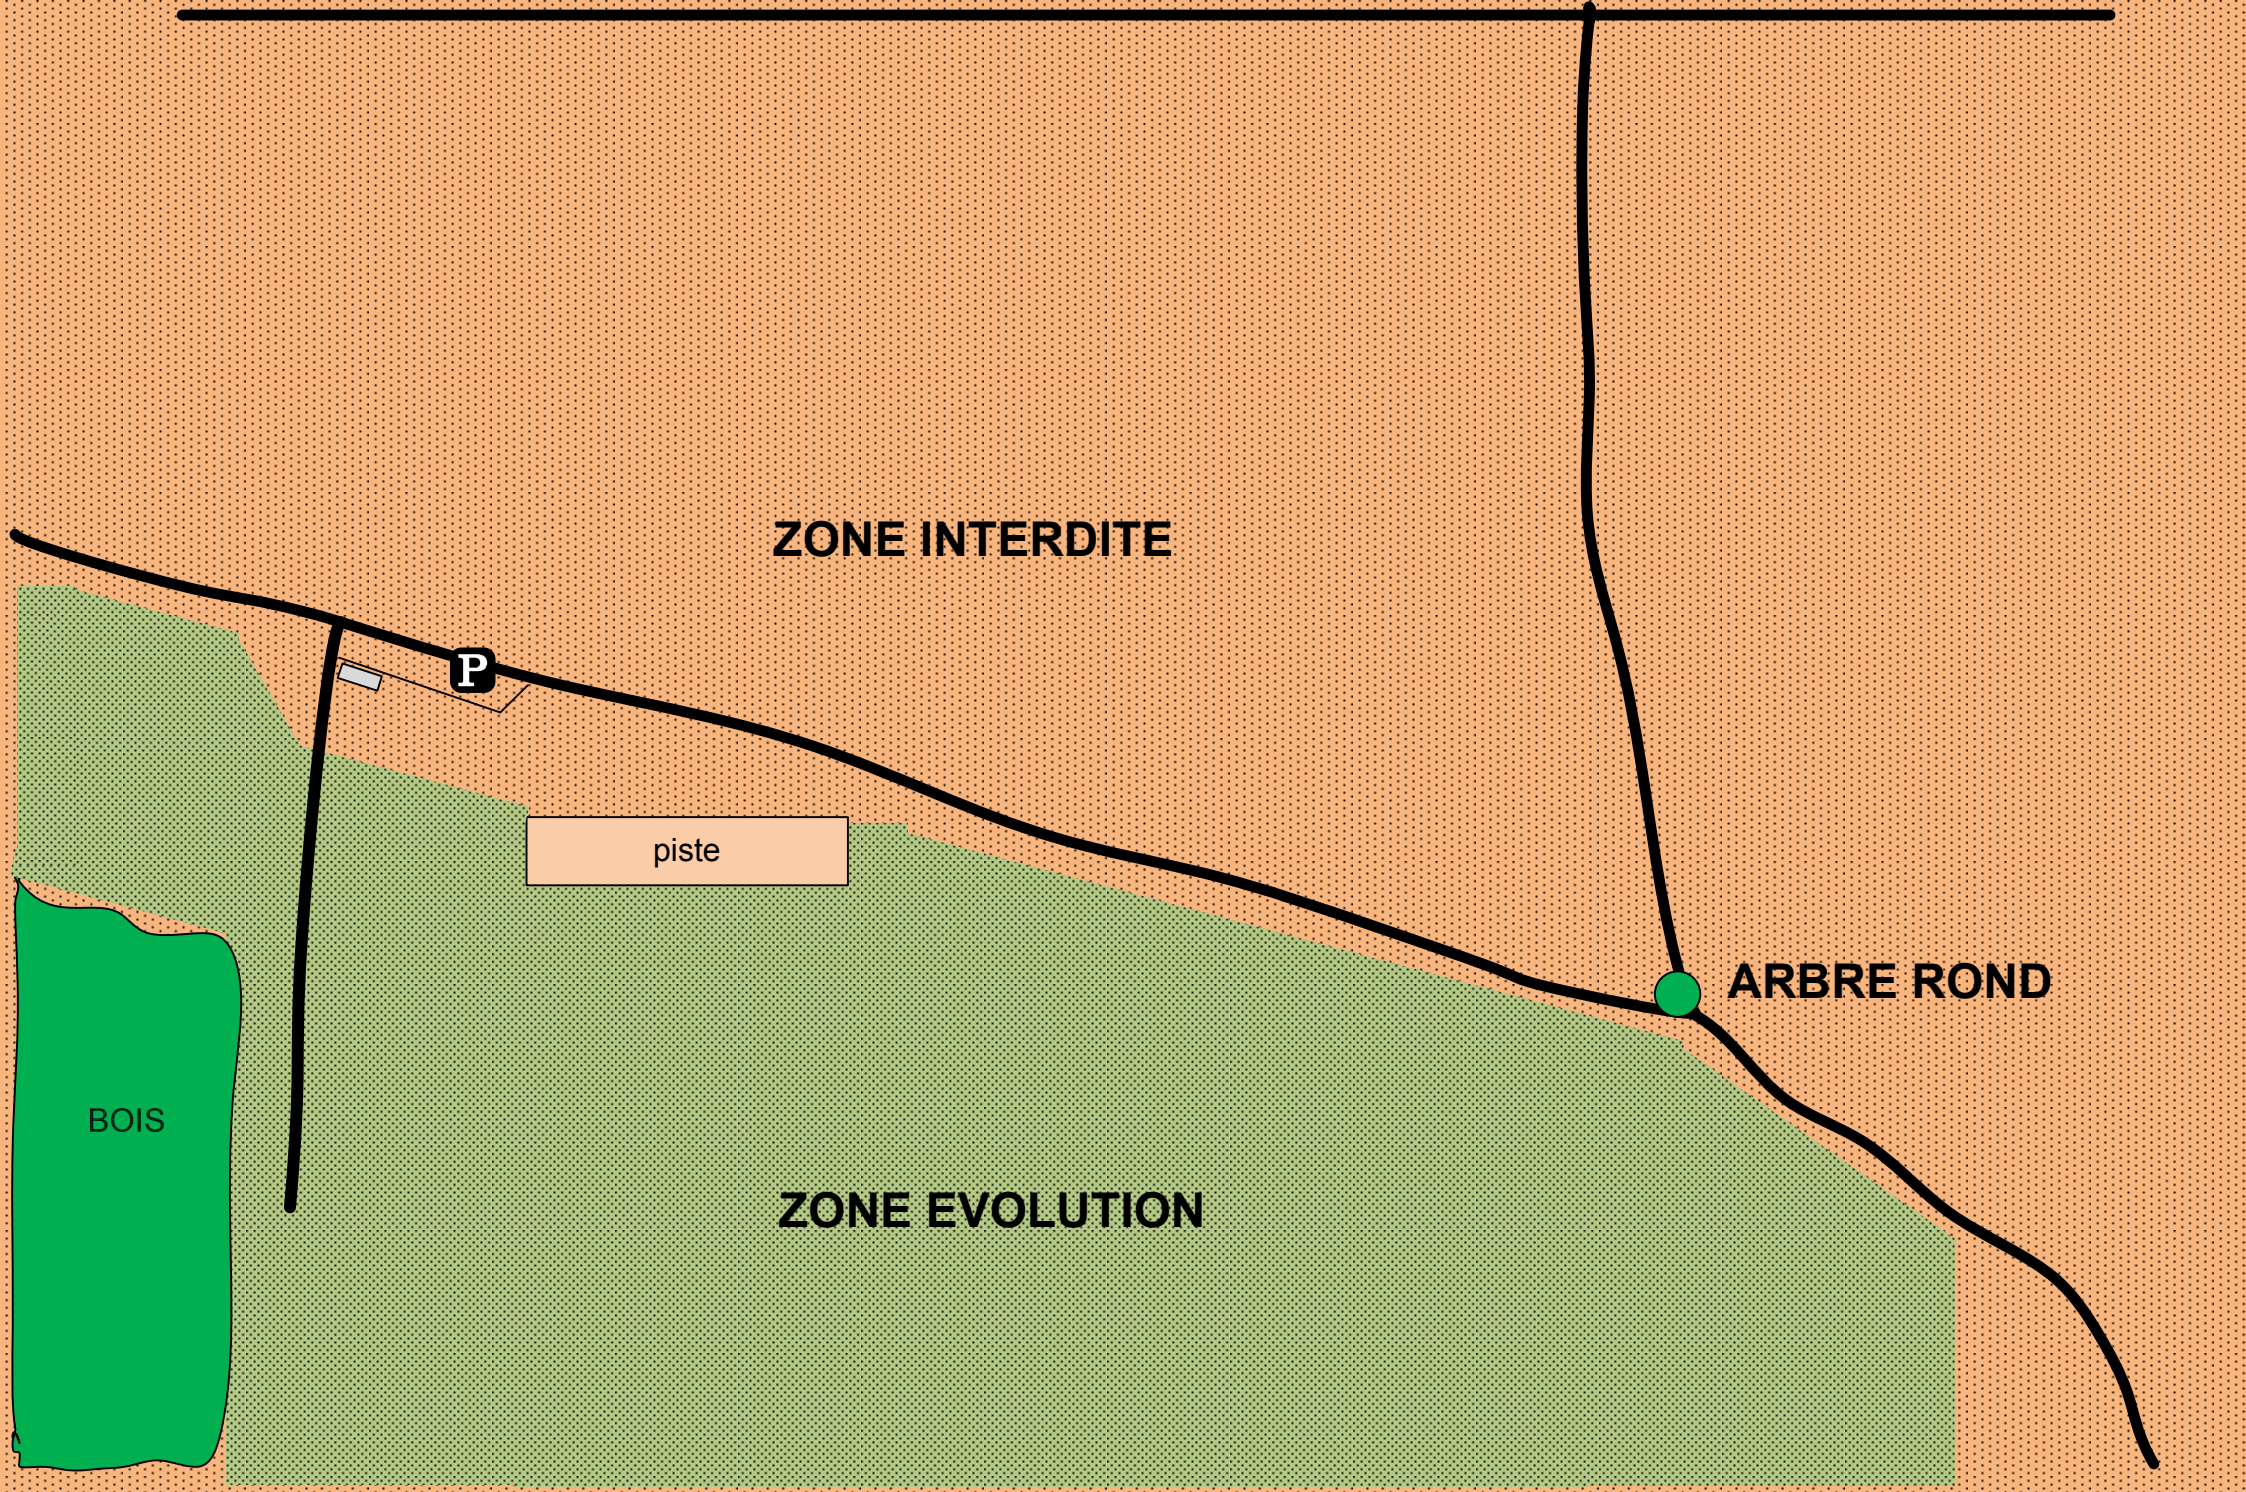 ZONE INTERDITE
P
piste
ARBRE ROND
BOIS
ZONE EVOLUTION